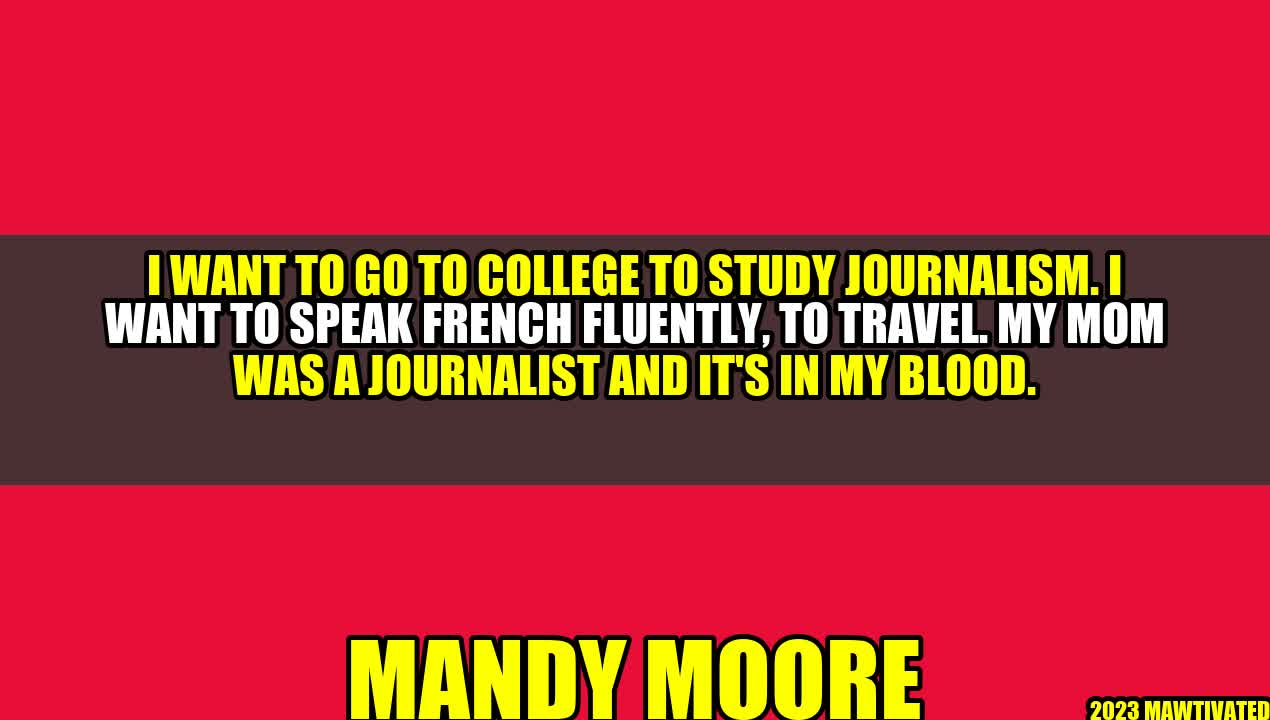 I WANT TO GO TO COLLEGE TO STUDY JOURNALISM. I
WANT TO SPEAK FRENCH FLUENTLY, TO TRAVEL. MY MOM
WAS A JOURNALIST AND IT'S IN MY BLOOD.
MANDY MOORE
2023 MAWTIVATED